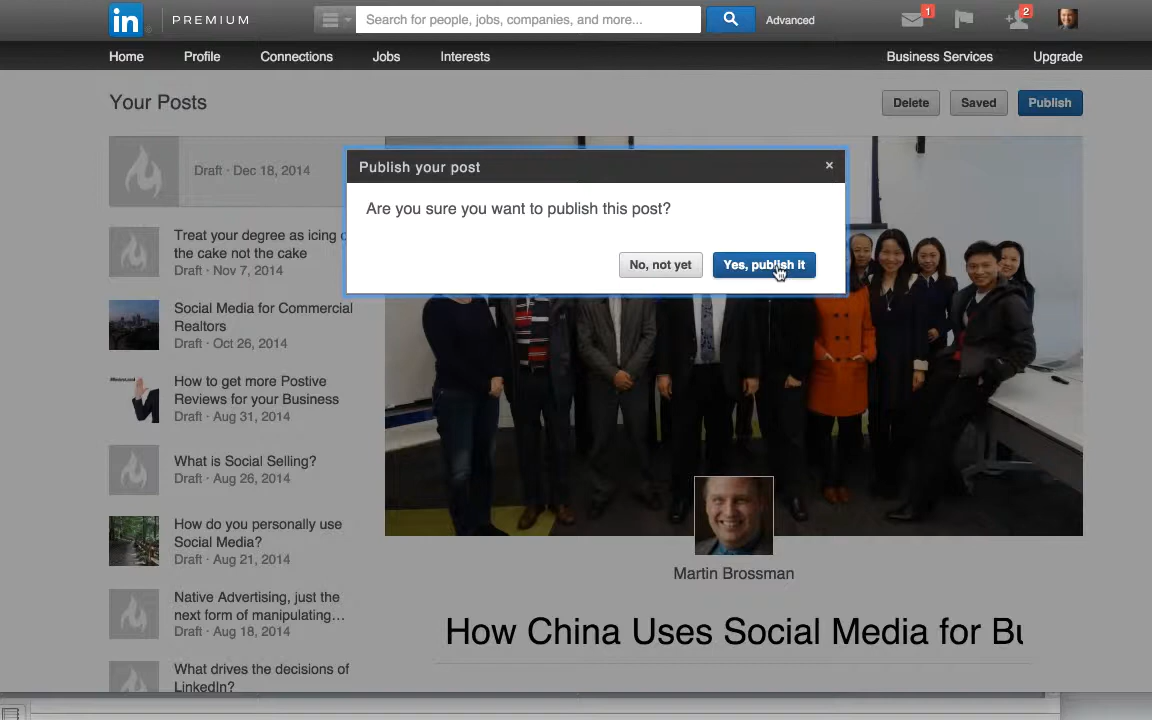 in PREMIUM Search for people, jobs, companies, and more... Advanced 1 2
Home Profile Connections Jobs Interests Business Services Upgrade
Your Posts Delete Saved Publish
Publish your post ×
Are you sure you want to publish this post?
No, not yet Yes, publish it
Draft · Dec 18, 2014
Treat your degree as icing
the cake not the cake
Draft · Nov 7, 2014
Social Media for Commercial
Realtors
Draft · Oct 26, 2014
How to get more Postive
Reviews for your Business
Draft · Aug 31, 2014
What is Social Selling?
Draft · Aug 26, 2014
How do you personally use
Social Media?
Draft · Aug 21, 2014
Native Advertising, just the
next form of manipulating...
Draft · Aug 18, 2014
What drives the decisions of
LinkedIn?
Martin Brossman
How China Uses Social Media for